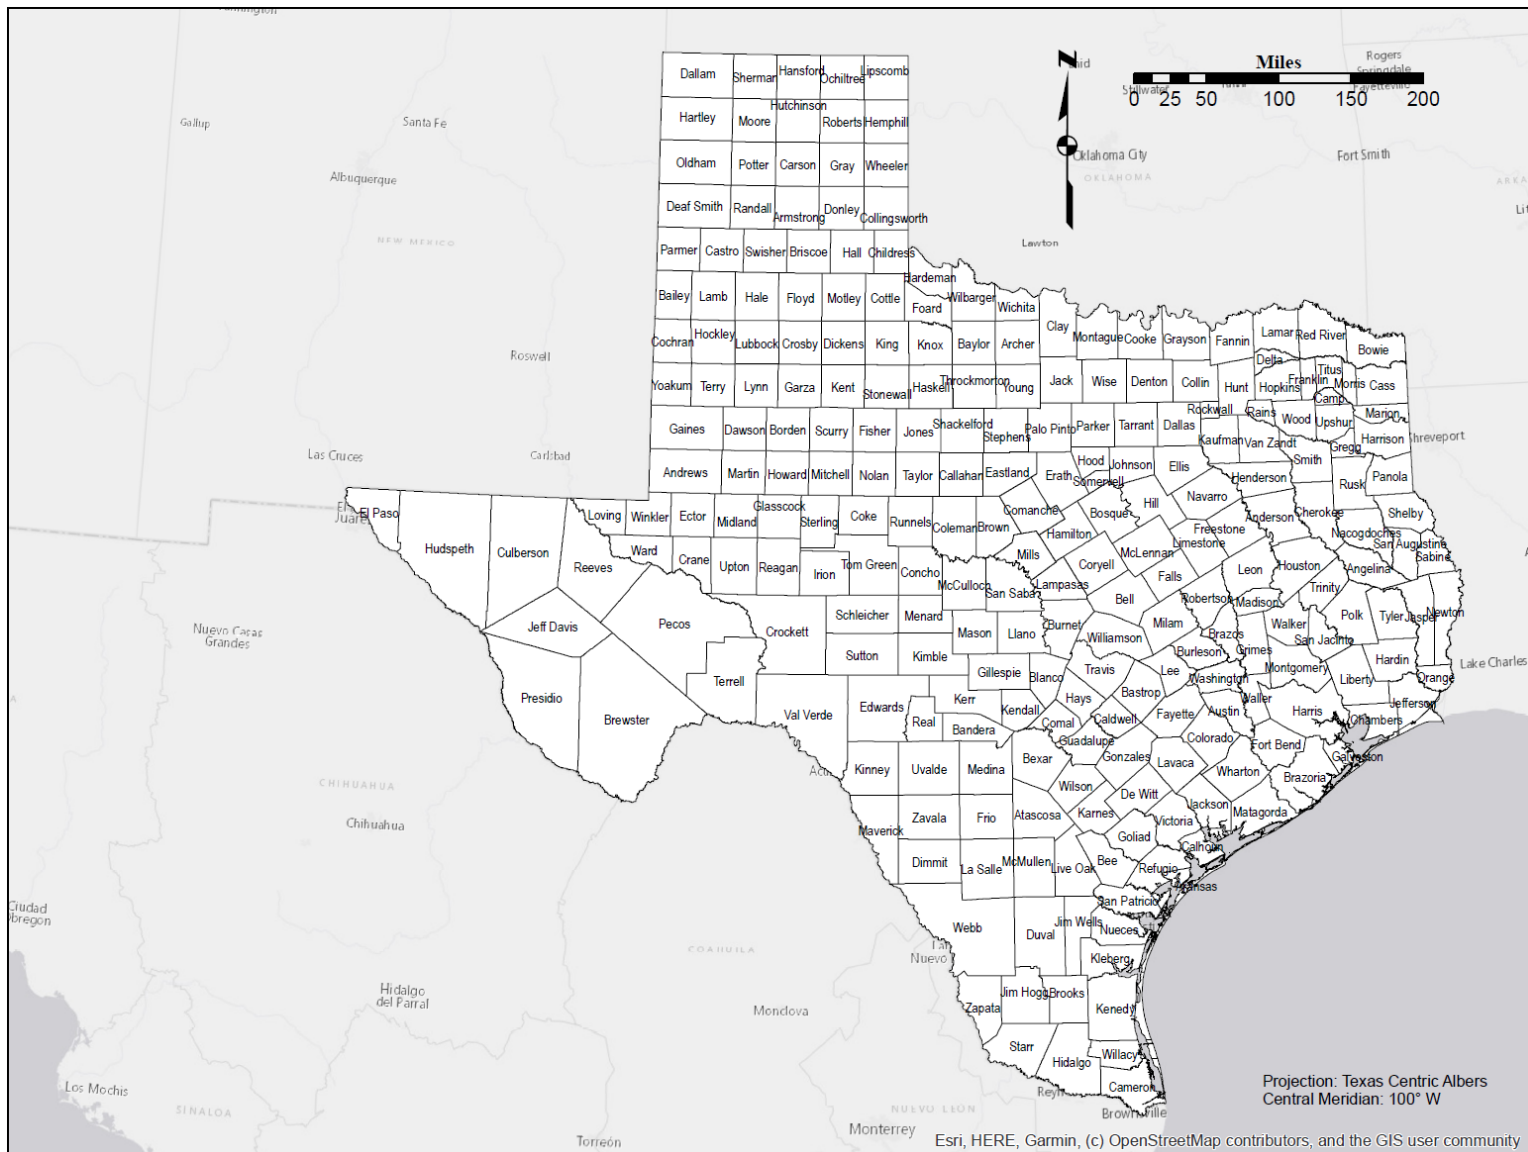 Miles
0 25 50 100 150 200
Rogers
Springdale
Fayetteville
Enid
Stillwater
Gallup
Santa Fe
Oklahoma City
OKLAHOMA
Fort Smith
Albuquerque
NEW MEXICO
Lawton
Roswell
Las Cruces
Carlsbad
Shreveport
Lake Charles
Nuevo Casas
Grandes
CHIHUAHUA
Chihuahua
Ciudad
Obregon
COAHUILA
Hidalgo
del Parral
Monclova
Los Mochis
SINALOA
NUEVO LEON
Monterrey
Torreón
Brownsville
Dallam Sherman Hansford Ochiltree Lipscomb
Hartley Moore Hutchinson Roberts Hemphill
Oldham Potter Carson Gray Wheeler
Deaf Smith Randall Armstrong Donley Collingsworth
Parmer Castro Swisher Briscoe Hall Childress
Hardeman
Bailey Lamb Hale Floyd Motley Cottle Foard Wilbarger Wichita
Cochran Hockley Lubbock Crosby Dickens King Knox Baylor Archer Clay Montague Cooke Grayson Fannin Lamar Red River Bowie
Delta Titus
Yoakum Terry Lynn Garza Kent Stonewall Haskell Throckmorton Young Jack Wise Denton Collin Hunt Hopkins Franklin Morris Cass
Camp
Gaines Dawson Borden Scurry Fisher Jones Shackelford Stephens Palo Pinto Parker Tarrant Dallas Rockwall Kaufman Rains Van Zandt Wood Upshur Marion
Gregg Harrison
Andrews Martin Howard Mitchell Nolan Taylor Callahan Eastland Erath Hood Somervell Johnson Ellis Henderson Smith Rusk Panola
El Paso Hudspeth Culberson Reeves Loving Winkler Ector Midland Glasscock Sterling Coke Runnels Coleman Brown Comanche Bosque Hill Navarro Anderson Cherokee Shelby
Hamilton Freestone Limestone Nacogdoches San Augustine Sabine
Ward Crane Upton Reagan Irion Tom Green Concho McCulloch Mills Coryell McLennan Leon Houston Angelina
San Saba Lampasas Falls Bell Robertson Madison Trinity
Jeff Davis Pecos Crockett Schleicher Menard Mason Llano Burnet Williamson Milam Brazos Grimes Walker San Jacinto Polk Tyler Jasper Newton
Terrell Sutton Kimble Gillespie Blanco Travis Lee Burleson Washington Montgomery Liberty Hardin Orange
Presidio Brewster Val Verde Edwards Real Kerr Kendall Hays Bastrop Fayette Austin Waller Harris Chambers Jefferson
Bandera Comal Caldwell Guadalupe Colorado Fort Bend Galveston
Kinney Uvalde Medina Bexar Gonzales Lavaca Wharton Brazoria
Wilson De Witt Jackson Matagorda
Maverick Zavala Frio Atascosa Karnes Victoria
Goliad Calhoun
Dimmit La Salle McMullen Live Oak Bee Refugio
San Patricio
Webb Duval Jim Wells Nueces
Kleberg
Zapata Jim Hogg Brooks Kenedy
Starr Hidalgo Willacy
Cameron
Projection: Texas Centric Albers
Central Meridian: 100° W
Esri, HERE, Garmin, (c) OpenStreetMap contributors, and the GIS user community